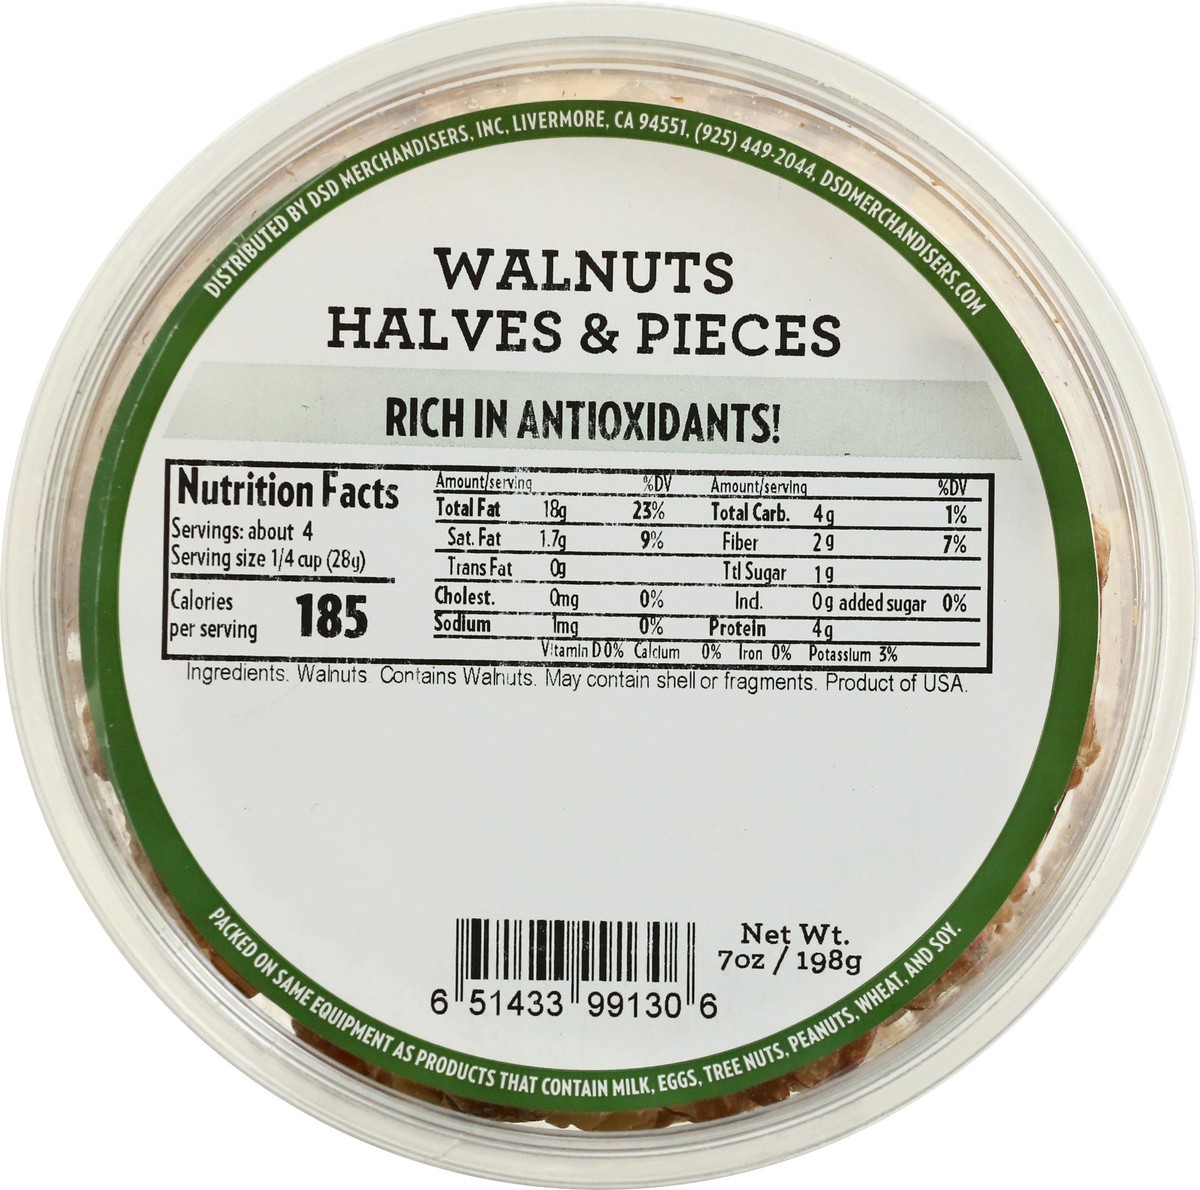 DISTRIBUTED BY DSD MERCHANDISERS, INC, LIVERMORE, CA 94551, (925) 449-2044, DSDMERCHANDISERS.COM
WALNUTS
HALVES & PIECES
RICH IN ANTIOXIDANTS!
Nutrition Facts
Servings: about 4
Serving size 1/4 cup (28g)
Calories
per serving 185
Amount/serving %DV
Total Fat 18g 23%
Sat. Fat 1.7g 9%
Trans Fat 0g
Cholest. 0mg 0%
Sodium 1mg 0%
Amount/serving %DV
Total Carb. 4g 1%
Fiber 2g 7%
Ttl Sugar 1g
Incl. 0g added sugar 0%
Protein 4g
Vitamin D 0% Calcium 0% Iron 0% Potassium 3%
Ingredients. Walnuts. Contains Walnuts. May contain shell or fragments. Product of USA.
Net Wt.
7oz / 198g
6 51433 99130 6
PACKED ON SAME EQUIPMENT AS PRODUCTS THAT CONTAIN MILK, EGGS, TREE NUTS, PEANUTS, WHEAT, AND SOY.